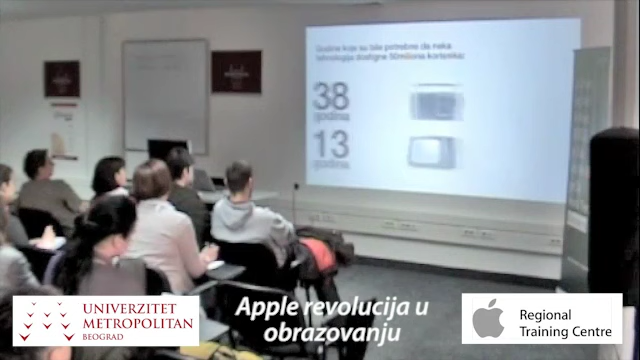 Godine koje su bile potrebne da neka
tehnologija dostigne 50miliona korisnika:
38
godina
13
godina
UNIVERZITET
METROPOLITAN
BEOGRAD
Apple revolucija u
obrazovanju
Regional
Training Centre